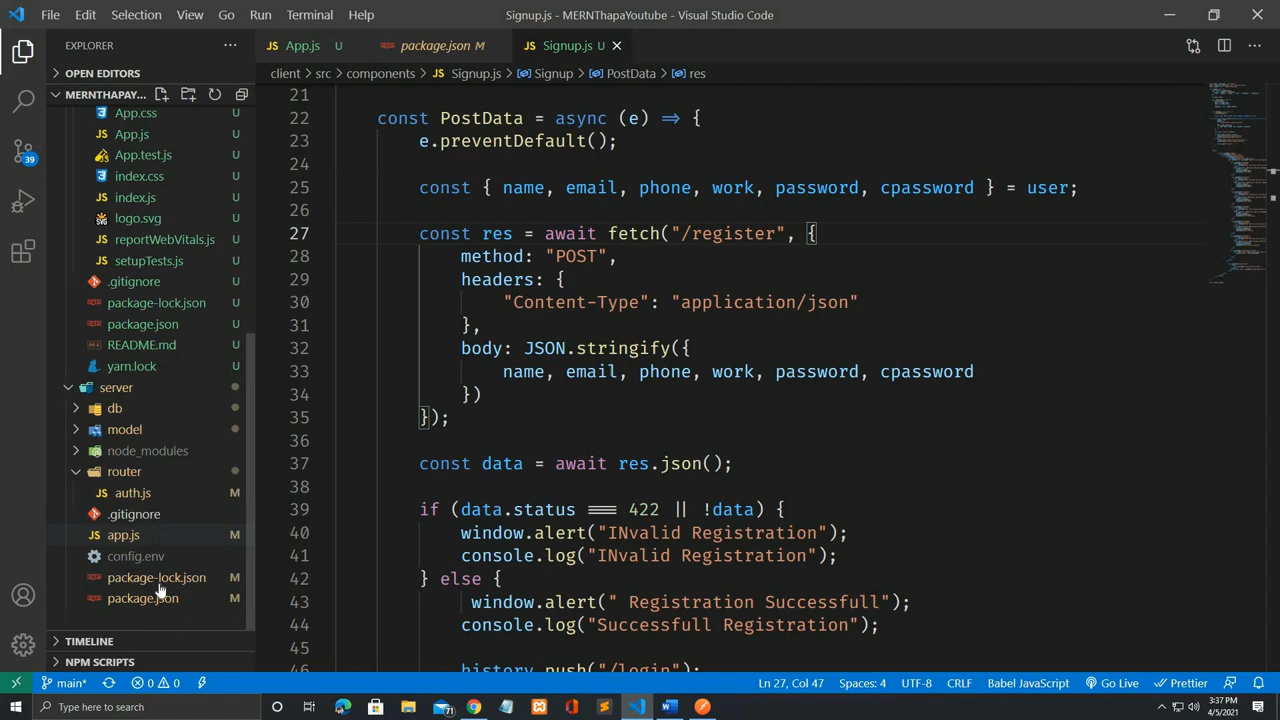 File Edit Selection View Go Run Terminal Help
Signup.js - MERNThapaYoutube - Visual Studio Code
EXPLORER
App.js U
package.json M
Signup.js U
OPEN EDITORS
client > src > components > JS Signup.js > Signup > PostData > res
MERNTHAPAY...
App.css U
JS App.js U
App.test.js U
index.css U
JS index.js U
logo.svg U
reportWebVitals.js U
JS setupTests.js U
.gitignore U
package-lock.json U
package.json U
README.md U
yarn.lock U
server
db
model
node_modules
router
JS auth.js M
.gitignore
JS app.js M
config.env
package-lock.json M
package.json M
TIMELINE
NPM SCRIPTS
21
22 const PostData = async (e) => {
23 e.preventDefault();
24
25 const { name, email, phone, work, password, cpassword } = user;
26
27 const res = await fetch("/register", {
28 method: "POST",
29 headers: {
30 "Content-Type": "application/json"
31 },
32 body: JSON.stringify({
33 name, email, phone, work, password, cpassword
34 })
35 });
36
37 const data = await res.json();
38
39 if (data.status === 422 || !data) {
40 window.alert("INvalid Registration");
41 console.log("INvalid Registration");
42 } else {
43 window.alert(" Registration Successfull");
44 console.log("Successfull Registration");
45
46 history.push("/login");
39
main* 0 0
Ln 27, Col 47 Spaces: 4 UTF-8 CRLF Babel JavaScript Go Live Prettier
Type here to search
71
3:37 PM
4/5/2021